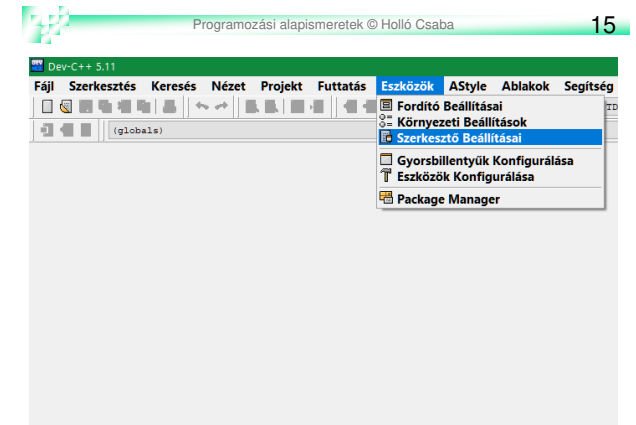 Programozási alapismeretek © Holló Csaba 15
Dev-C++ 5.11
Fájl Szerkesztés Keresés Nézet Projekt Futtatás Eszközök AStyle Ablakok Segítség
Fordító Beállításai
TD
Környezeti Beállítások
(globals)
Szerkesztő Beállításai
Gyorsbillentyűk Konfigurálása
Eszközök Konfigurálása
Package Manager